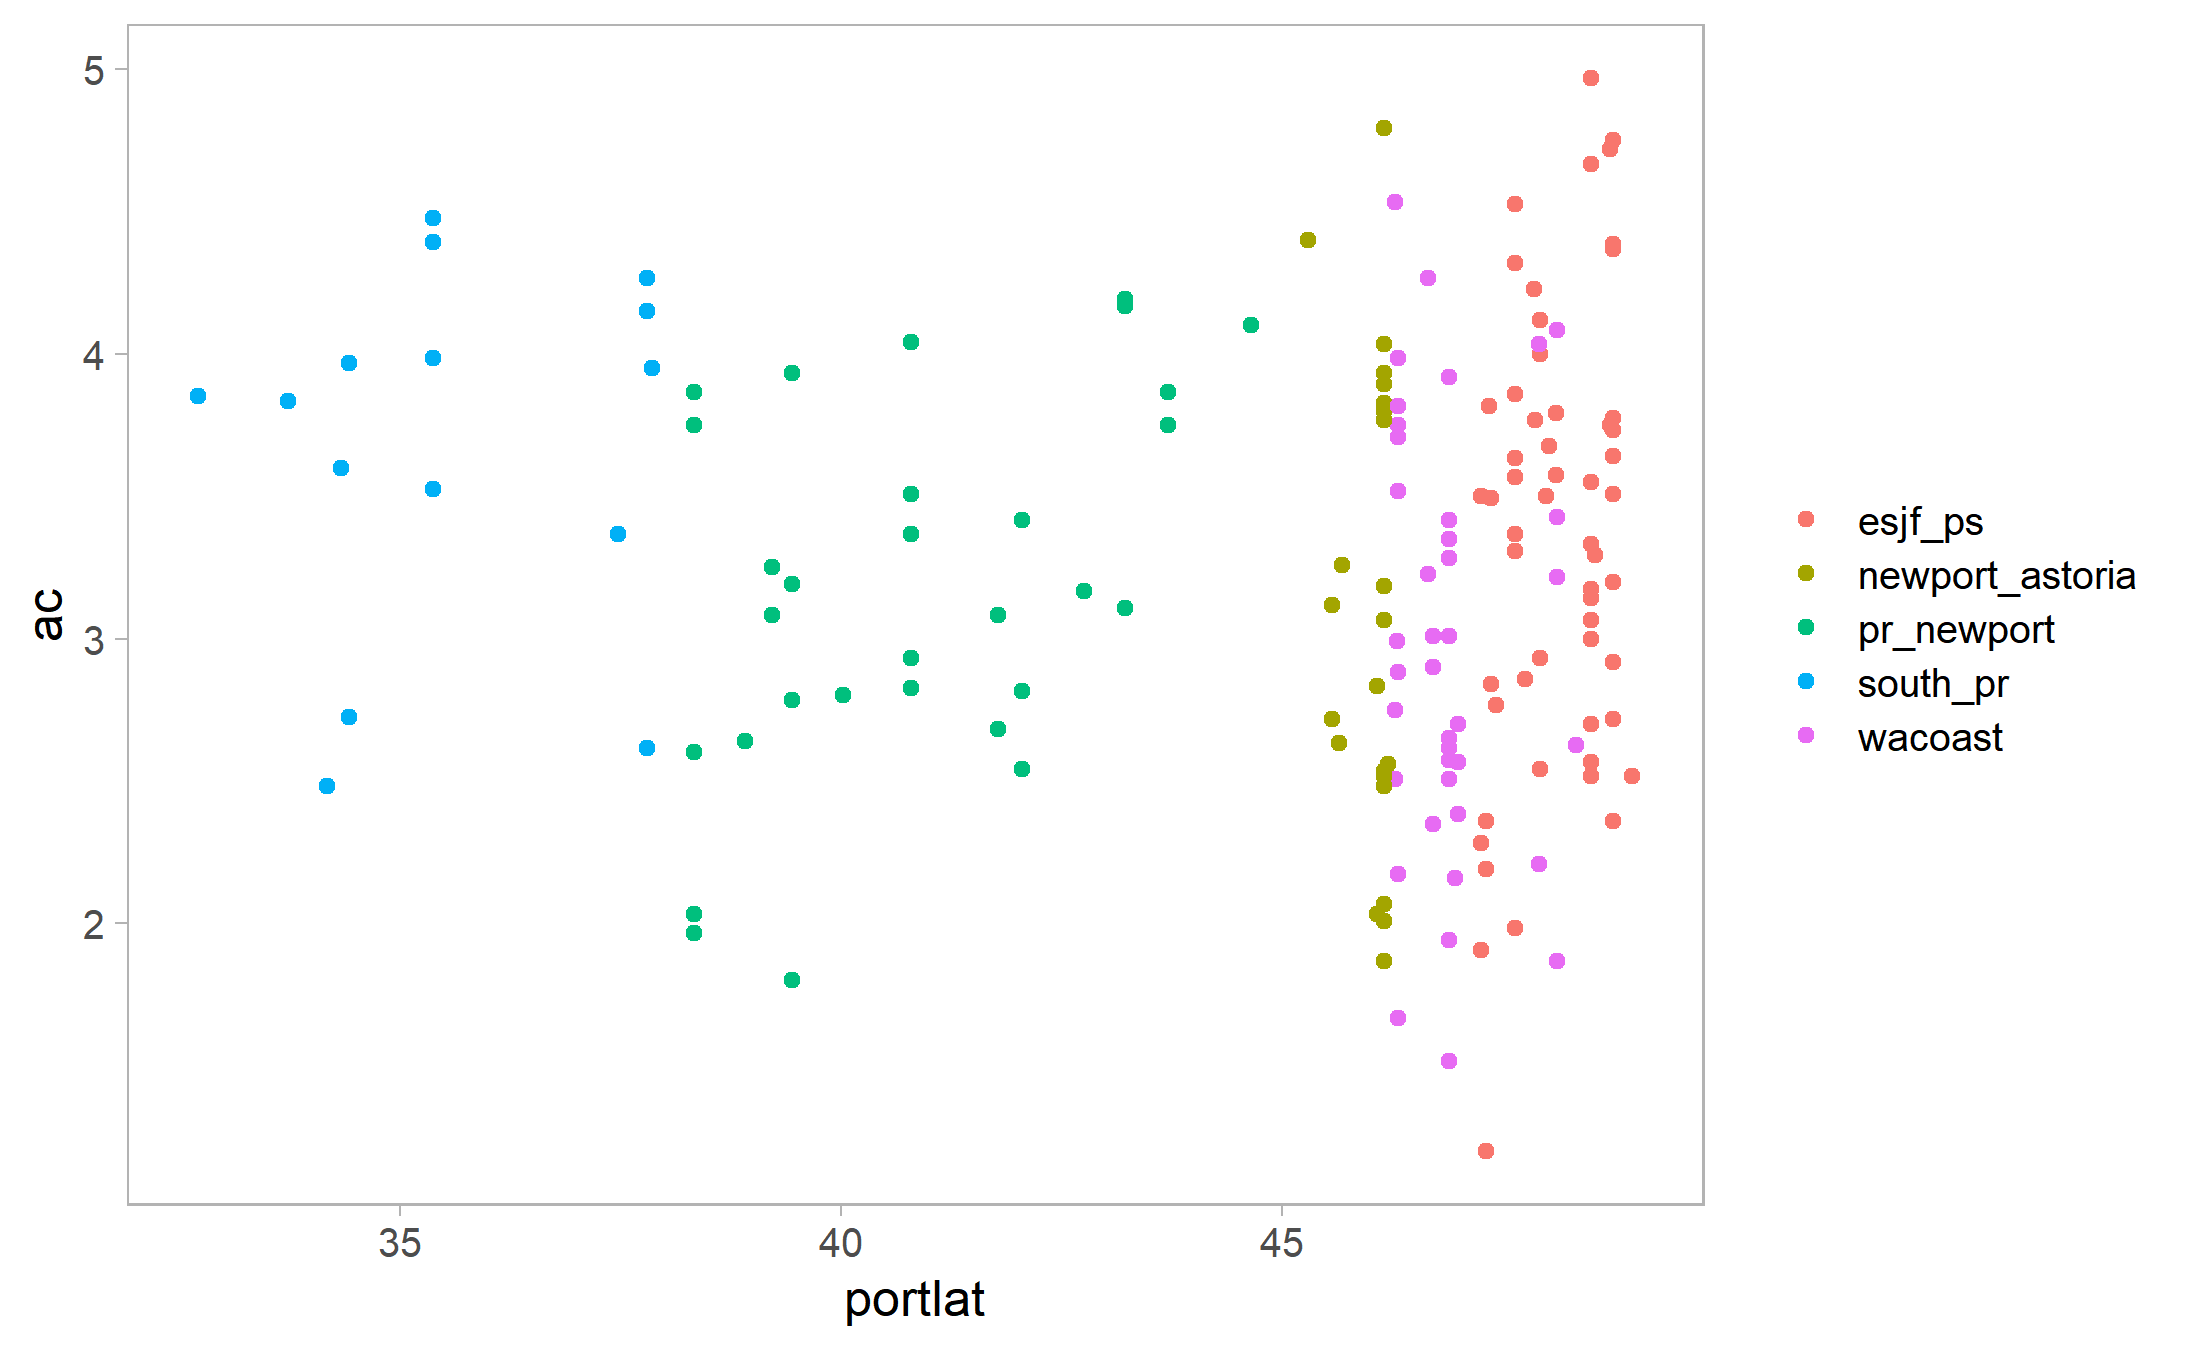 5
4
3
2
ac
35 40 45
portlat
esjf_ps
newport_astoria
pr_newport
south_pr
wacoast